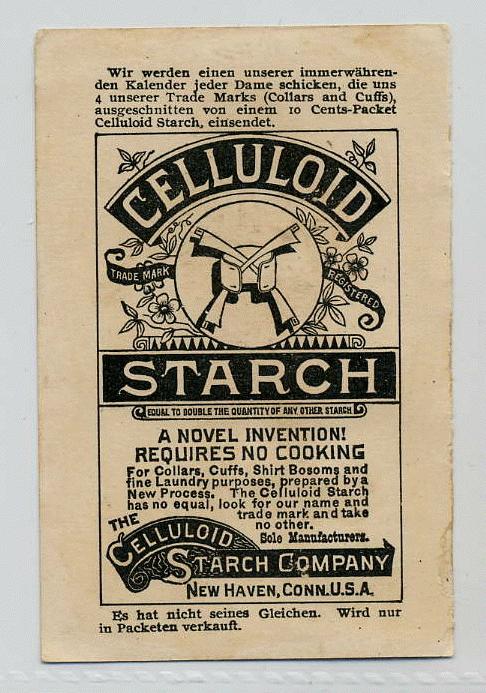 Wir werden einen unserer immerwähren-
den Kalender jeder Dame schicken, die uns
4 unserer Trade Marks (Collars and Cuffs),
ausgeschnitten von einem 10 Cents-Packet
Celluloid Starch, einsendet.
CELLULOID
TRADE MARK
REGISTERED
STARCH
EQUAL TO DOUBLE THE QUANTITY OF ANY OTHER STARCH
A NOVEL INVENTION!
REQUIRES NO COOKING
For Collars, Cuffs, Shirt Bosoms and
fine Laundry purposes, prepared by a
New Process. The Celluloid Starch
has no equal, look for our name and
trade mark and take
no other.
Sole Manufacturers.
THE
CELLULOID
STARCH COMPANY
NEW HAVEN, CONN. U.S.A.
Es hat nicht seines Gleichen. Wird nur
in Packeten verkauft.